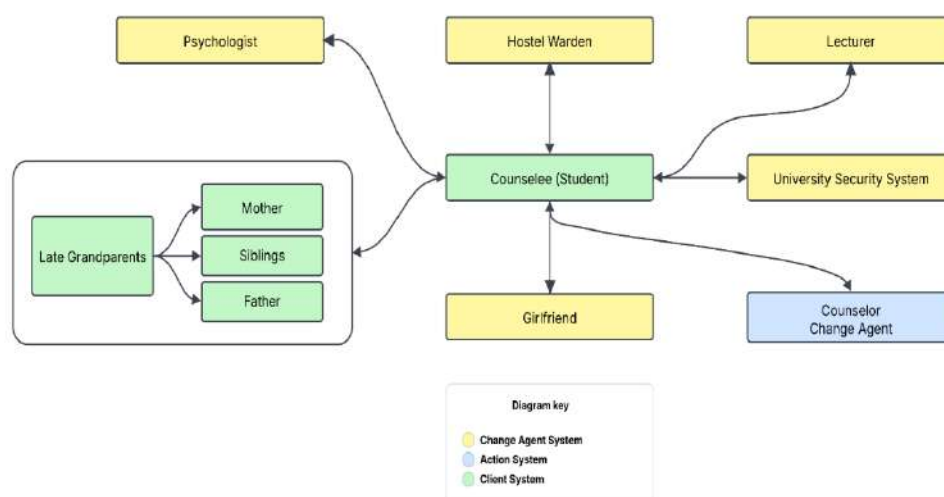 Psychologist
Hostel Warden
Lecturer
Counselee (Student)
University Security System
Late Grandparents
Mother
Siblings
Father
Girlfriend
Counselor
Change Agent
Diagram key
Change Agent System
Action System
Client System